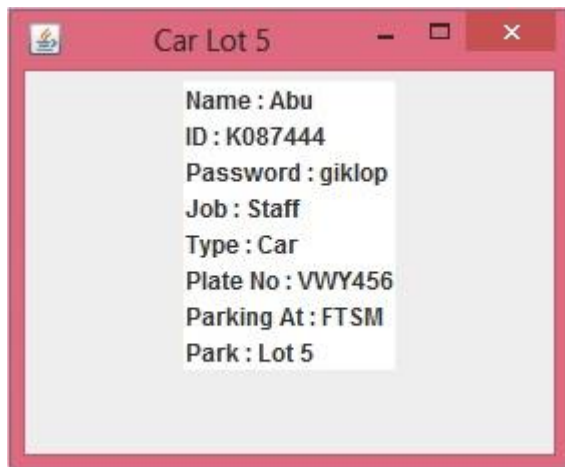 Car Lot 5
Name : Abu
ID : K087444
Password : giklop
Job : Staff
Type : Car
Plate No : VWY456
Parking At : FTSM
Park : Lot 5